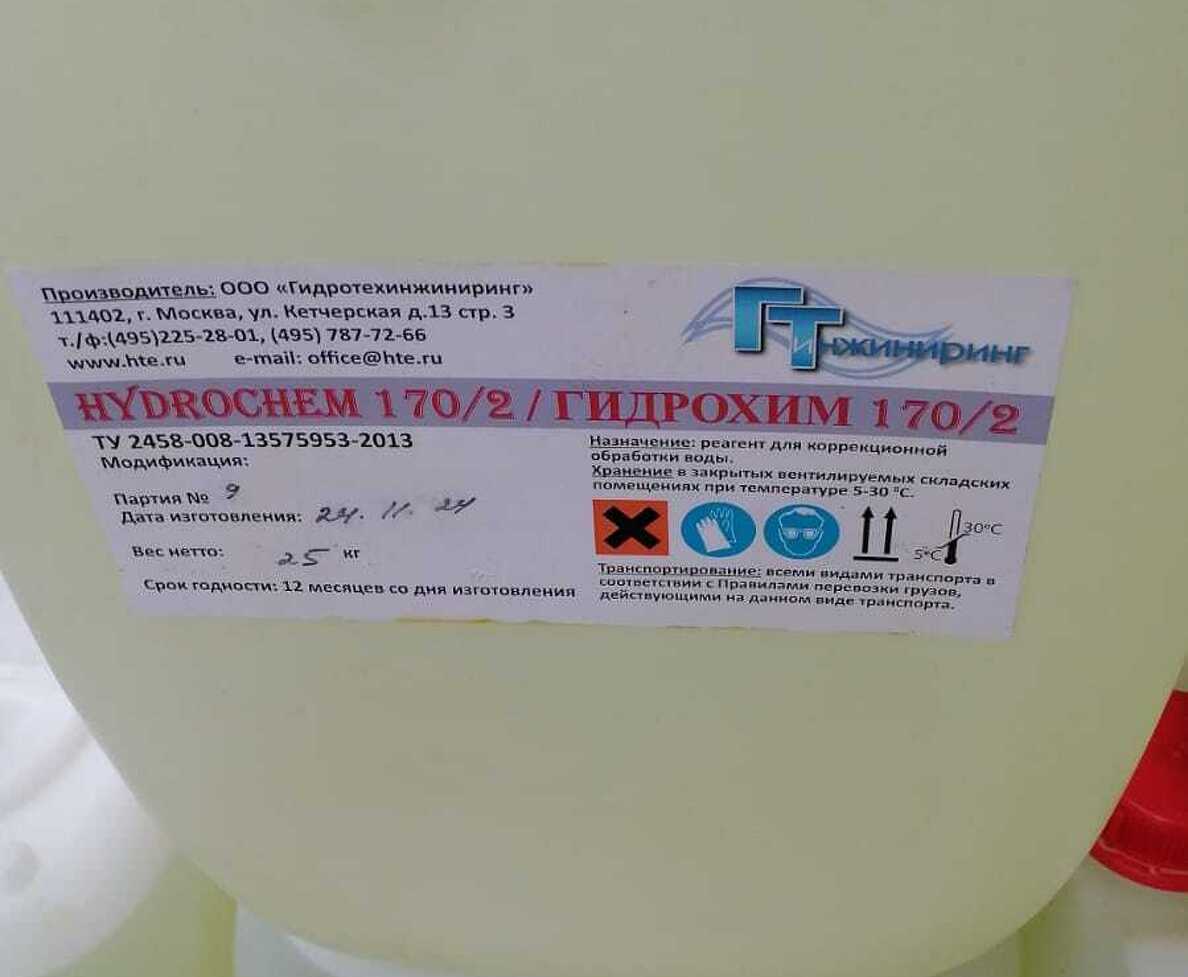 Производитель: ООО «Гидротехинжиниринг»
111402, г. Москва, ул. Кетчерская д.13 стр. 3
т./ф:(495)225-28-01, (495) 787-72-66
www.hte.ru e-mail: office@hte.ru
ГТ инжиниринг
HYDROCHEM 170/2 / ГИДРОХИМ 170/2
ТУ 2458-008-13575953-2013
Модификация:
Партия № 9
Дата изготовления: 24. 11. 24
Вес нетто: 25 кг
Срок годности: 12 месяцев со дня изготовления
Назначение: реагент для коррекционной
обработки воды.
Хранение в закрытых вентилируемых складских
помещениях при температуре 5-30 °С.
30°С
5°С
Транспортирование: всеми видами транспорта в
соответствии с Правилами перевозки грузов,
действующими на данном виде транспорта.